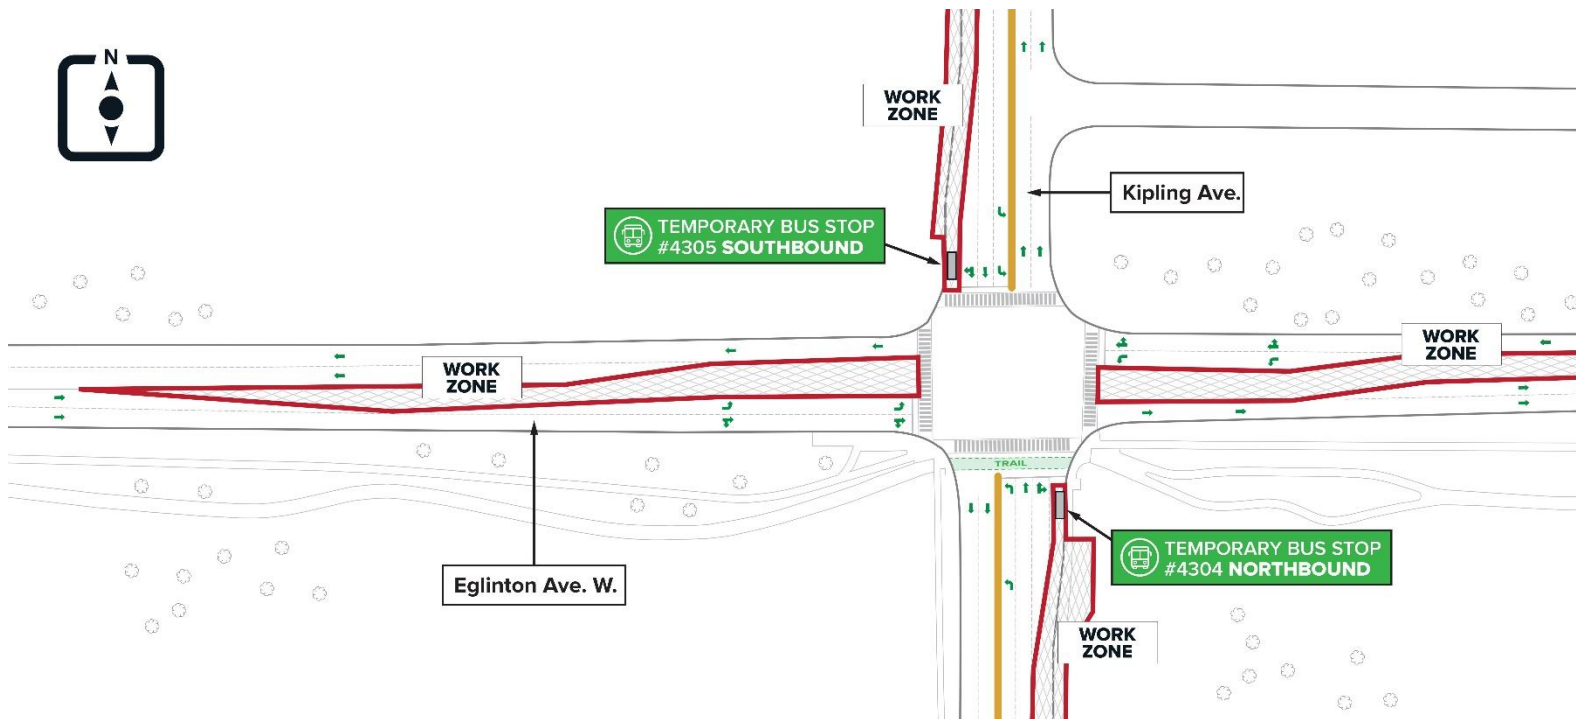 N
WORK
ZONE
Kipling Ave.
TEMPORARY BUS STOP
#4305 SOUTHBOUND
WORK
ZONE
WORK
ZONE
TRAIL
TEMPORARY BUS STOP
#4304 NORTHBOUND
Eglinton Ave. W.
WORK
ZONE